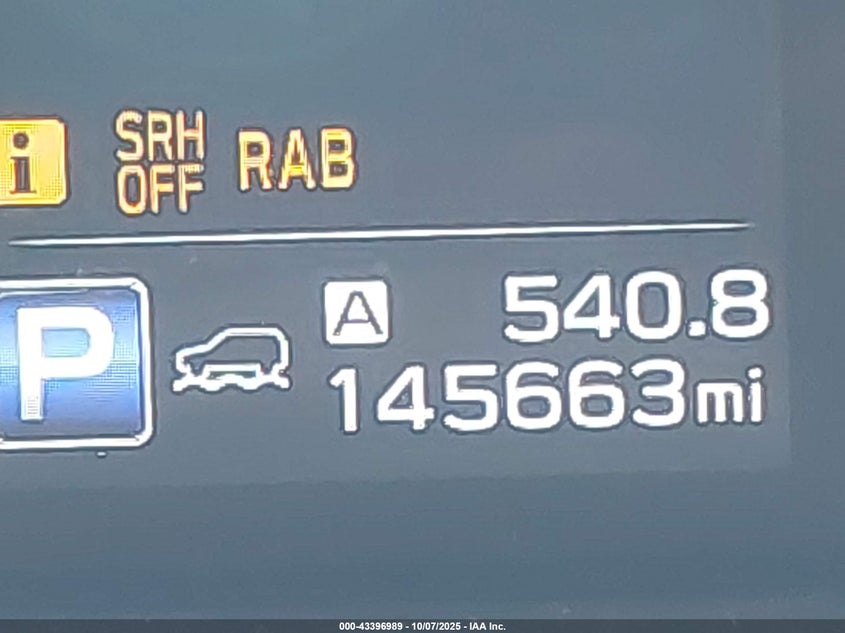 i SRH OFF RAB
P A 540.8
145663mi
000-43396989 - 10/07/2025 - IAA Inc.